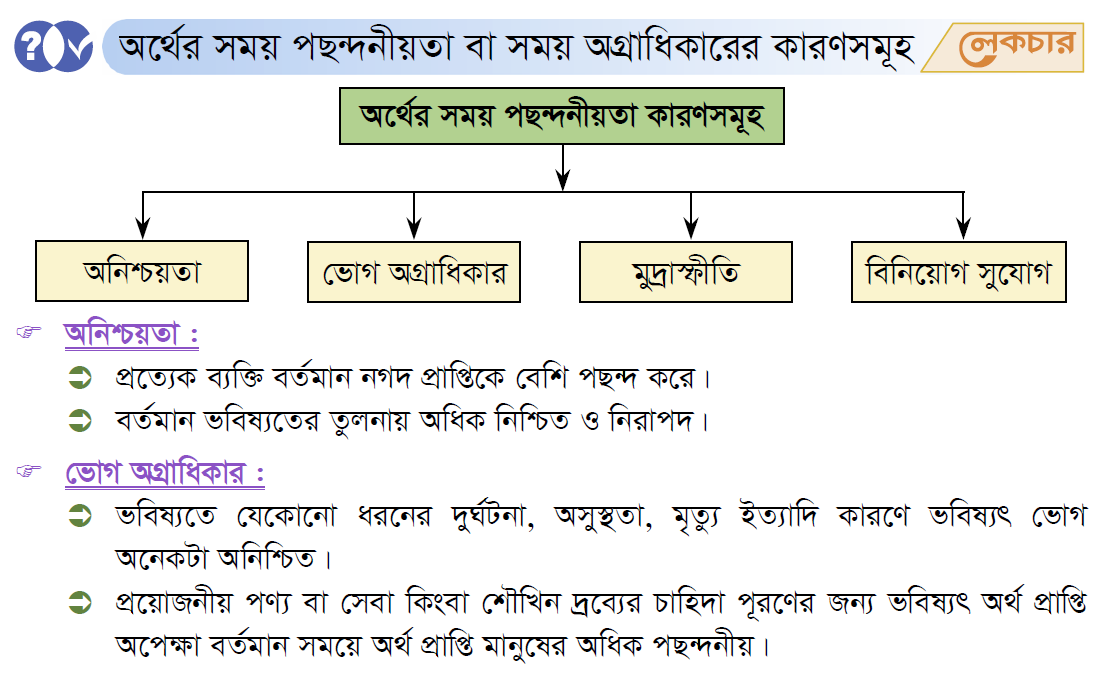 অর্থের সময় পছন্দনীয়তা বা সময় অগ্রাধিকারের কারণসমূহ
লেকচার
অর্থের সময় পছন্দনীয়তা কারণসমূহ
অনিশ্চয়তা
ভোগ অগ্রাধিকার
মুদ্রাস্ফীতি
বিনিয়োগ সুযোগ
অনিশ্চয়তা :
প্রত্যেক ব্যক্তি বর্তমান নগদ প্রাপ্তিকে বেশি পছন্দ করে।
বর্তমান ভবিষ্যতের তুলনায় অধিক নিশ্চিত ও নিরাপদ।
ভোগ অগ্রাধিকার :
ভবিষ্যতে যেকোনো ধরনের দুর্ঘটনা, অসুস্থতা, মৃত্যু ইত্যাদি কারণে ভবিষ্যৎ ভোগ
অনেকটা অনিশ্চিত।
প্রয়োজনীয় পণ্য বা সেবা কিংবা শৌখিন দ্রব্যের চাহিদা পূরণের জন্য ভবিষ্যৎ অর্থ প্রাপ্তি
অপেক্ষা বর্তমান সময়ে অর্থ প্রাপ্তি মানুষের অধিক পছন্দনীয়।